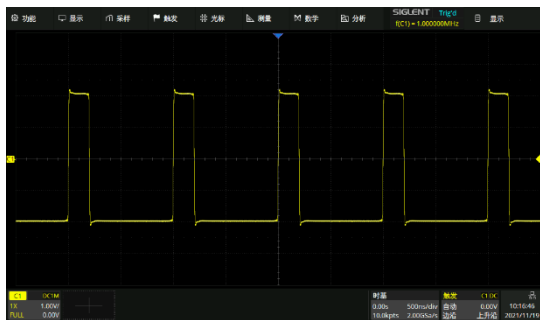 功能 显示 采样 触发 光标 测量 数学 分析 SIGLENT Trig'd 显示
f(C1) = 1.000000MHz
C1
C1 DC1M
1X 1.00V/
FULL 0.00V
时基
0.00s 500ns/div
10.0kpts 2.00GSa/s
触发 C1 DC
自动 0.00V
边沿 上升沿
10:16:46
2021/11/19